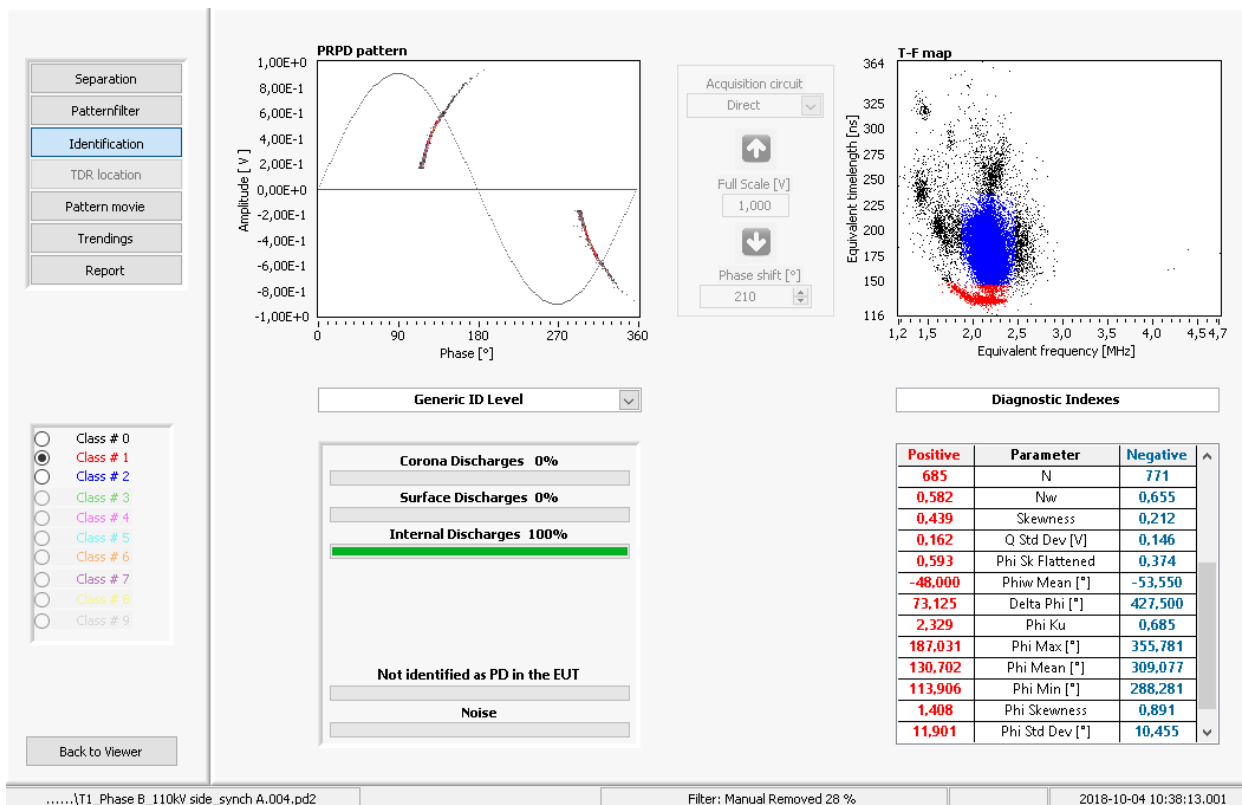 PRPD pattern
T-F map
Separation
Patternfilter
Identification
TDR location
Pattern movie
Trendings
Report
1,00E+0
8,00E-1
6,00E-1
4,00E-1
2,00E-1
0,00E+0
-2,00E-1
-4,00E-1
-6,00E-1
-8,00E-1
-1,00E+0
Amplitude [ V ]
0 90 180 270 360
Phase [°]
Acquisition circuit
Direct
Full Scale [V]
1,000
Phase shift [°]
210
364
325
300
275
250
225
200
175
150
116
Equivalent timelength [ns]
1,2 1,5 2,0 2,5 3,0 3,5 4,0 4,5 4,7
Equivalent frequency [MHz]
Generic ID Level
Diagnostic Indexes
Class # 0
Class # 1
Class # 2
Class # 3
Class # 4
Class # 5
Class # 6
Class # 7
Class # 8
Class # 9
Corona Discharges 0%
Surface Discharges 0%
Internal Discharges 100%
Not identified as PD in the EUT
Noise
Positive Parameter Negative
685 N 771
0,582 Nw 0,655
0,439 Skewness 0,212
0,162 Q Std Dev [V] 0,146
0,593 Phi Sk Flattened 0,374
-48,000 Phiw Mean [°] -53,550
73,125 Delta Phi [°] 427,500
2,329 Phi Ku 0,685
187,031 Phi Max [°] 355,781
130,702 Phi Mean [°] 309,077
113,906 Phi Min [°] 288,281
1,408 Phi Skewness 0,891
11,901 Phi Std Dev [°] 10,455
Back to Viewer
......\T1_Phase B_110kV side_synch A.004.pd2
Filter: Manual Removed 28 %
2018-10-04 10:38:13.001